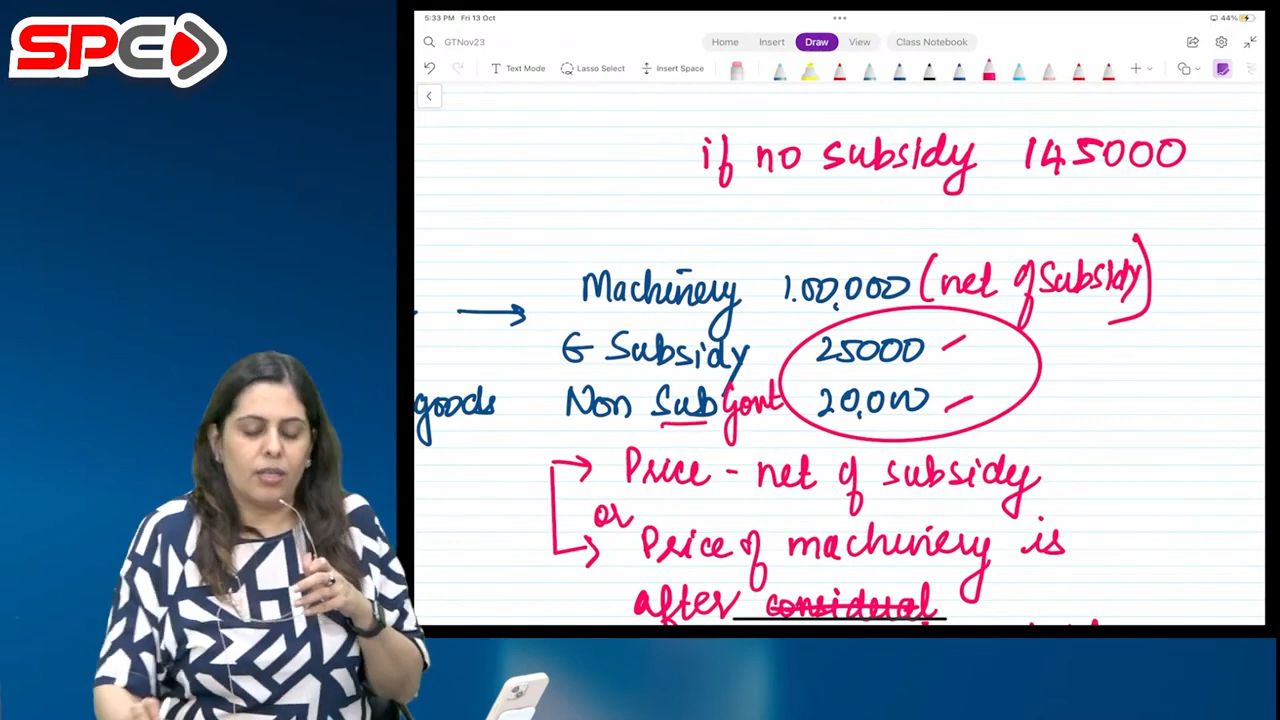 SPC
5:33 PM Fri 13 Oct
44%
GTNov23
Home Insert Draw View Class Notebook
Text Mode Lasso Select Insert Space
if no subsidy 145000
Machinery 1,00,000 (net of subsidy)
G Subsidy 25000
goods Non Sub Govt 20,000
Price - net of subsidy
or
Price of machinery is
after